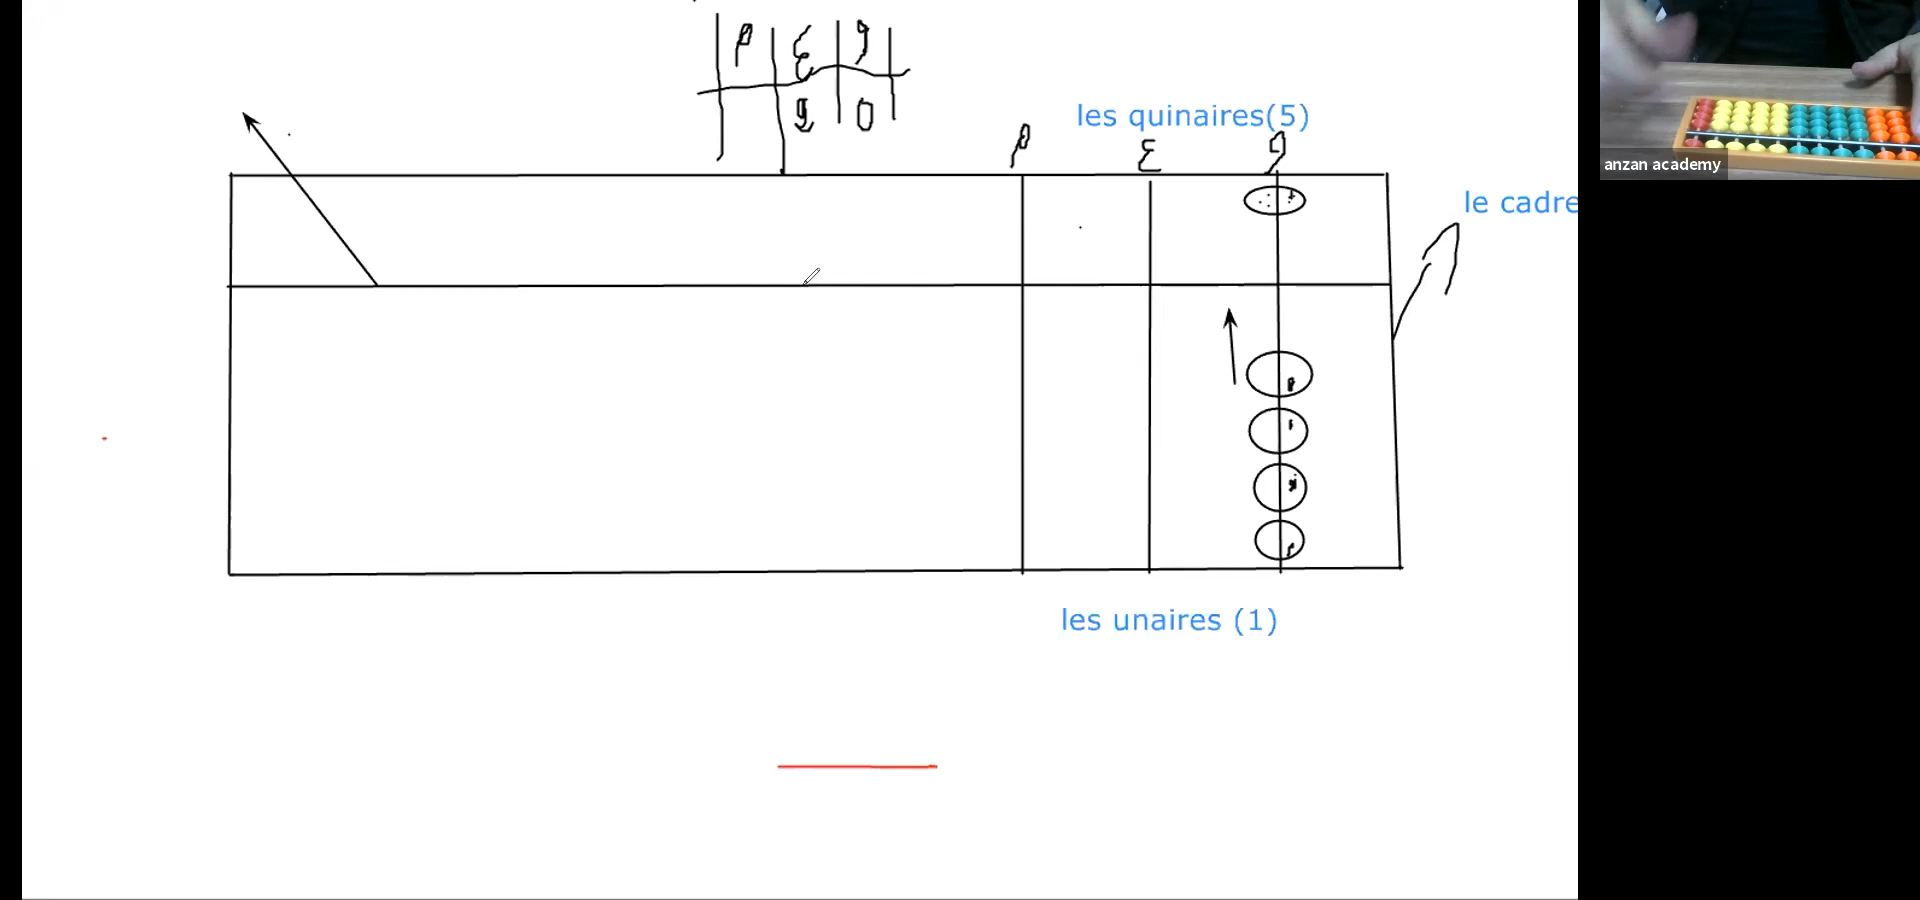 و ع م
les quinaires(5)
و ع م
anzan academy
le cadre
les unaires (1)